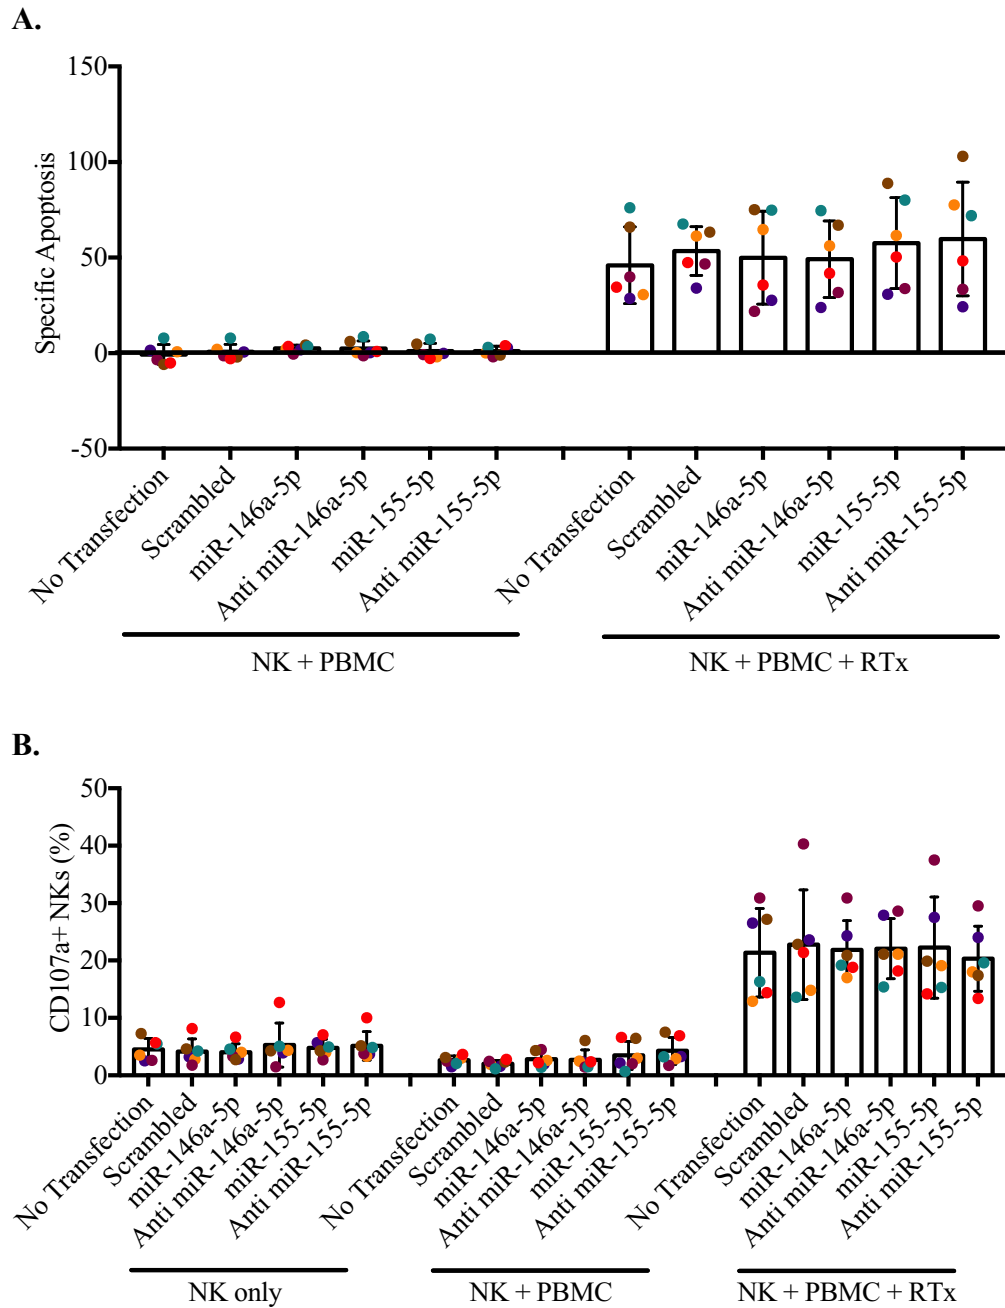 A.
Specific Apoptosis
150
100
50
0
-50
No Transfection
Scrambled
miR-146a-5p
Anti miR-146a-5p
miR-155-5p
Anti miR-155-5p
No Transfection
Scrambled
miR-146a-5p
Anti miR-146a-5p
miR-155-5p
Anti miR-155-5p
NK + PBMC
NK + PBMC + RTx
B.
CD107a+ NKs (%)
50
40
30
20
10
0
No Transfection
Scrambled
miR-146a-5p
Anti miR-146a-5p
miR-155-5p
Anti miR-155-5p
No Transfection
Scrambled
miR-146a-5p
Anti miR-146a-5p
miR-155-5p
Anti miR-155-5p
No Transfection
Scrambled
miR-146a-5p
Anti miR-146a-5p
miR-155-5p
Anti miR-155-5p
NK only
NK + PBMC
NK + PBMC + RTx